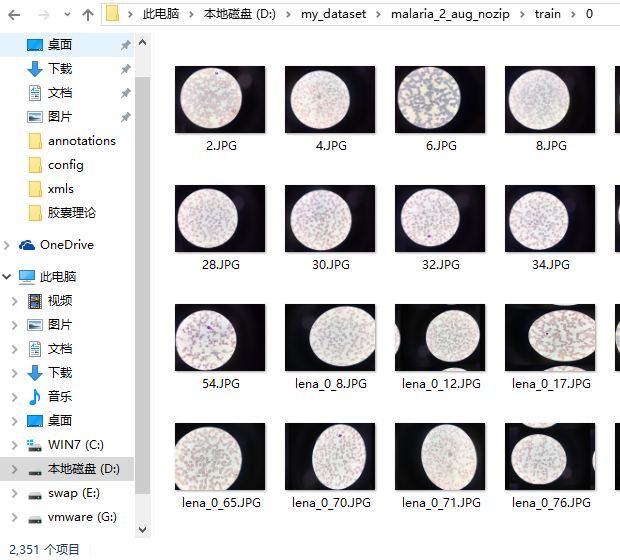 此电脑 › 本地磁盘 (D:) › my_dataset › malaria_2_aug_nozip › train › 0
桌面
下载
文档
图片
annotations
config
xmls
胶囊理论
OneDrive
此电脑
视频
图片
文档
下载
音乐
桌面
WIN7 (C:)
本地磁盘 (D:)
swap (E:)
vmware (G:)
2.JPG 4.JPG 6.JPG 8.JPG
28.JPG 30.JPG 32.JPG 34.JPG
54.JPG lena_0_8.JPG lena_0_12.JPG lena_0_17.JPG
lena_0_65.JPG lena_0_70.JPG lena_0_71.JPG lena_0_76.JPG
2,351 个项目